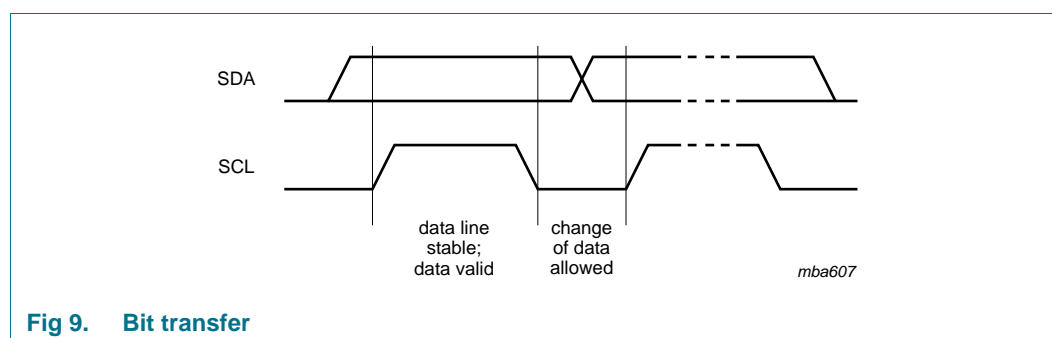 SDA
SCL
data line
stable;
data valid
change
of data
allowed
mba607
Fig 9. Bit transfer